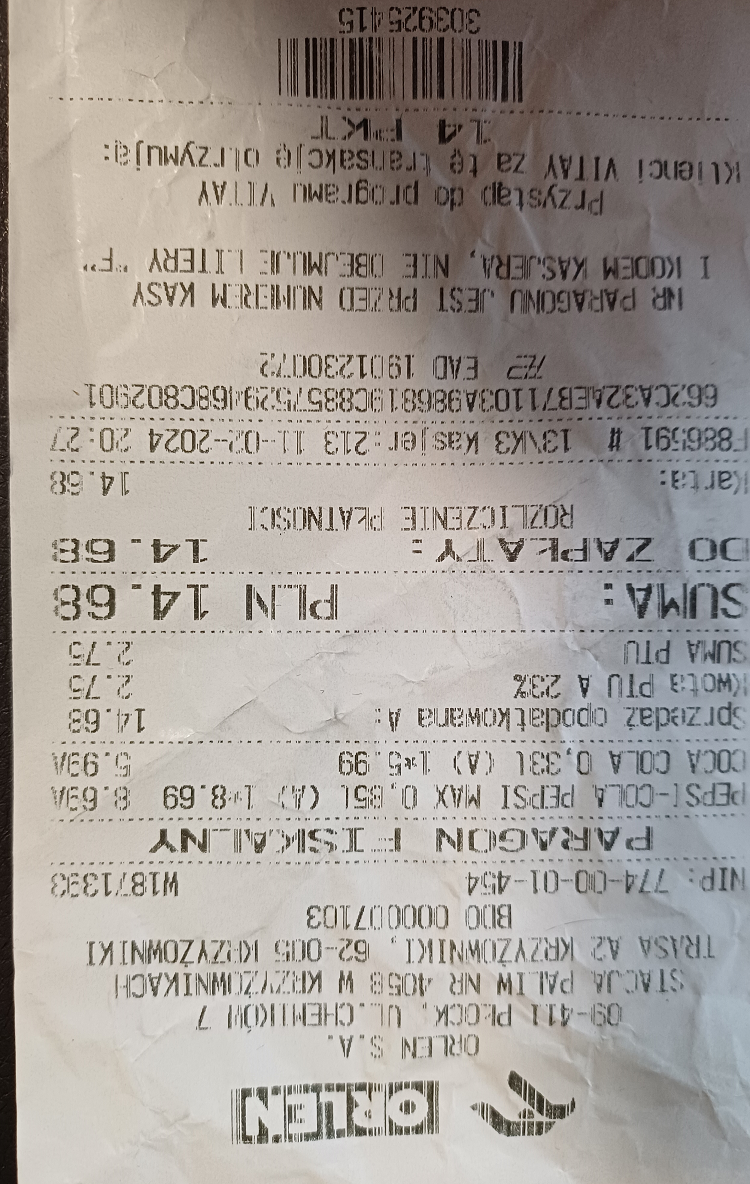 ORLEN
ORLEN S.A.
09-411 PŁOCK, UL.CHEMIKÓW 7
STACJA PALIW NR 4058 W KRZYŻOWNIKACH
TRASA A2 KRZYŻOWNIKI, 62-005 KRZYŻOWNIKI
BDO 000007103
NIP: 774-00-01-454 W1871393
PARAGON FISKALNY
PEPSI-COLA PEPSI MAX 0,85l (A) 1*8.69 8.69A
COCA COLA 0,33l (A) 1*5.99 5.99A
Sprzedaż opodatkowana A: 14.68
Kwota PTU A 23% 2.75
SUMA PTU 2.75
SUMA: PLN 14.68
DO ZAPŁATY: 14.68
ROZLICZENIE PŁATNOŚCI
Karta: 14.68
F886591 # 13\K3 Kasjer:213 11-02-2024 20:27
EAD 1901230072
NR PARAGONU JEST PRZED NUMEREM KASY
I KODEM KASJERA, NIE OBEJMUJE LITERY "F"
Przystąp do programu VITAY
Klienci VITAY za tę transakcję otrzymują:
14 PKT
303925415